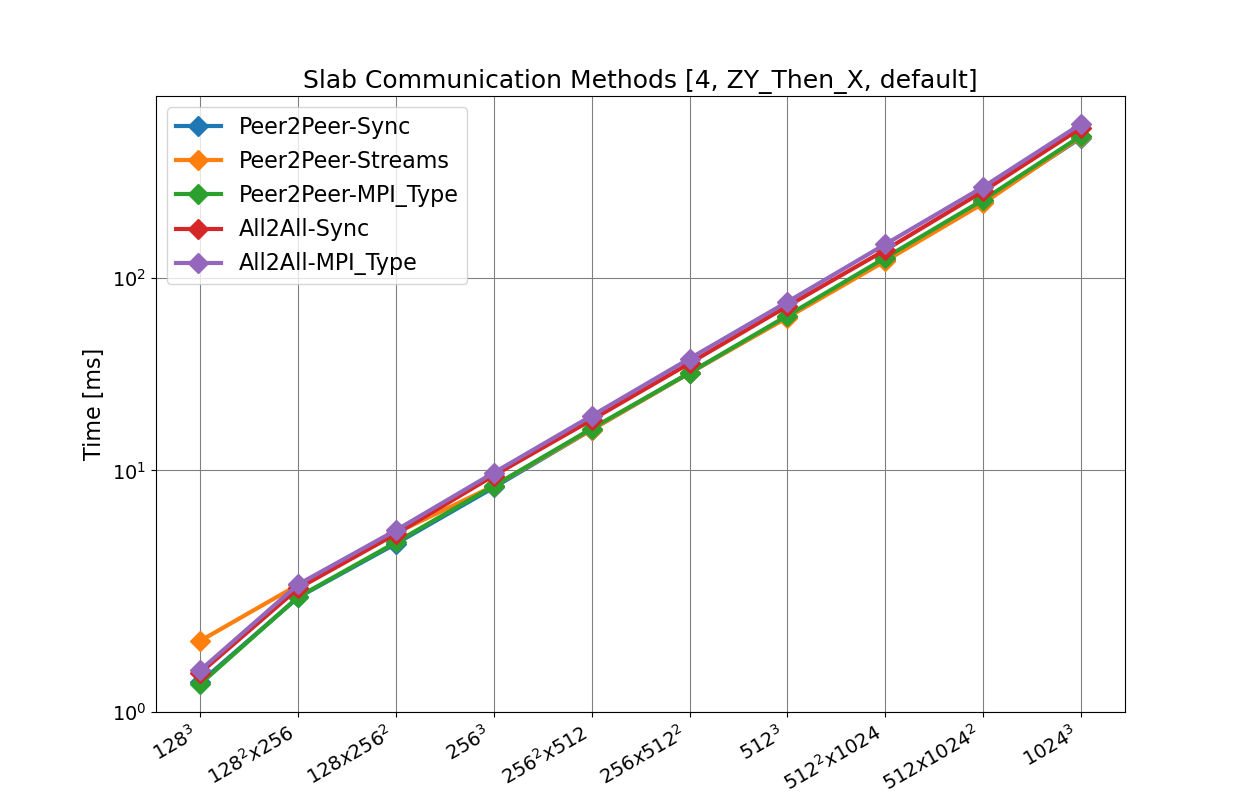 Slab Communication Methods [4, ZY_Then_X, default]
Peer2Peer-Sync
Peer2Peer-Streams
Peer2Peer-MPI_Type
All2All-Sync
All2All-MPI_Type
Time [ms]
10²
10¹
10⁰
128³
128²x256
128x256²
256³
256²x512
256x512²
512³
512²x1024
512x1024²
1024³